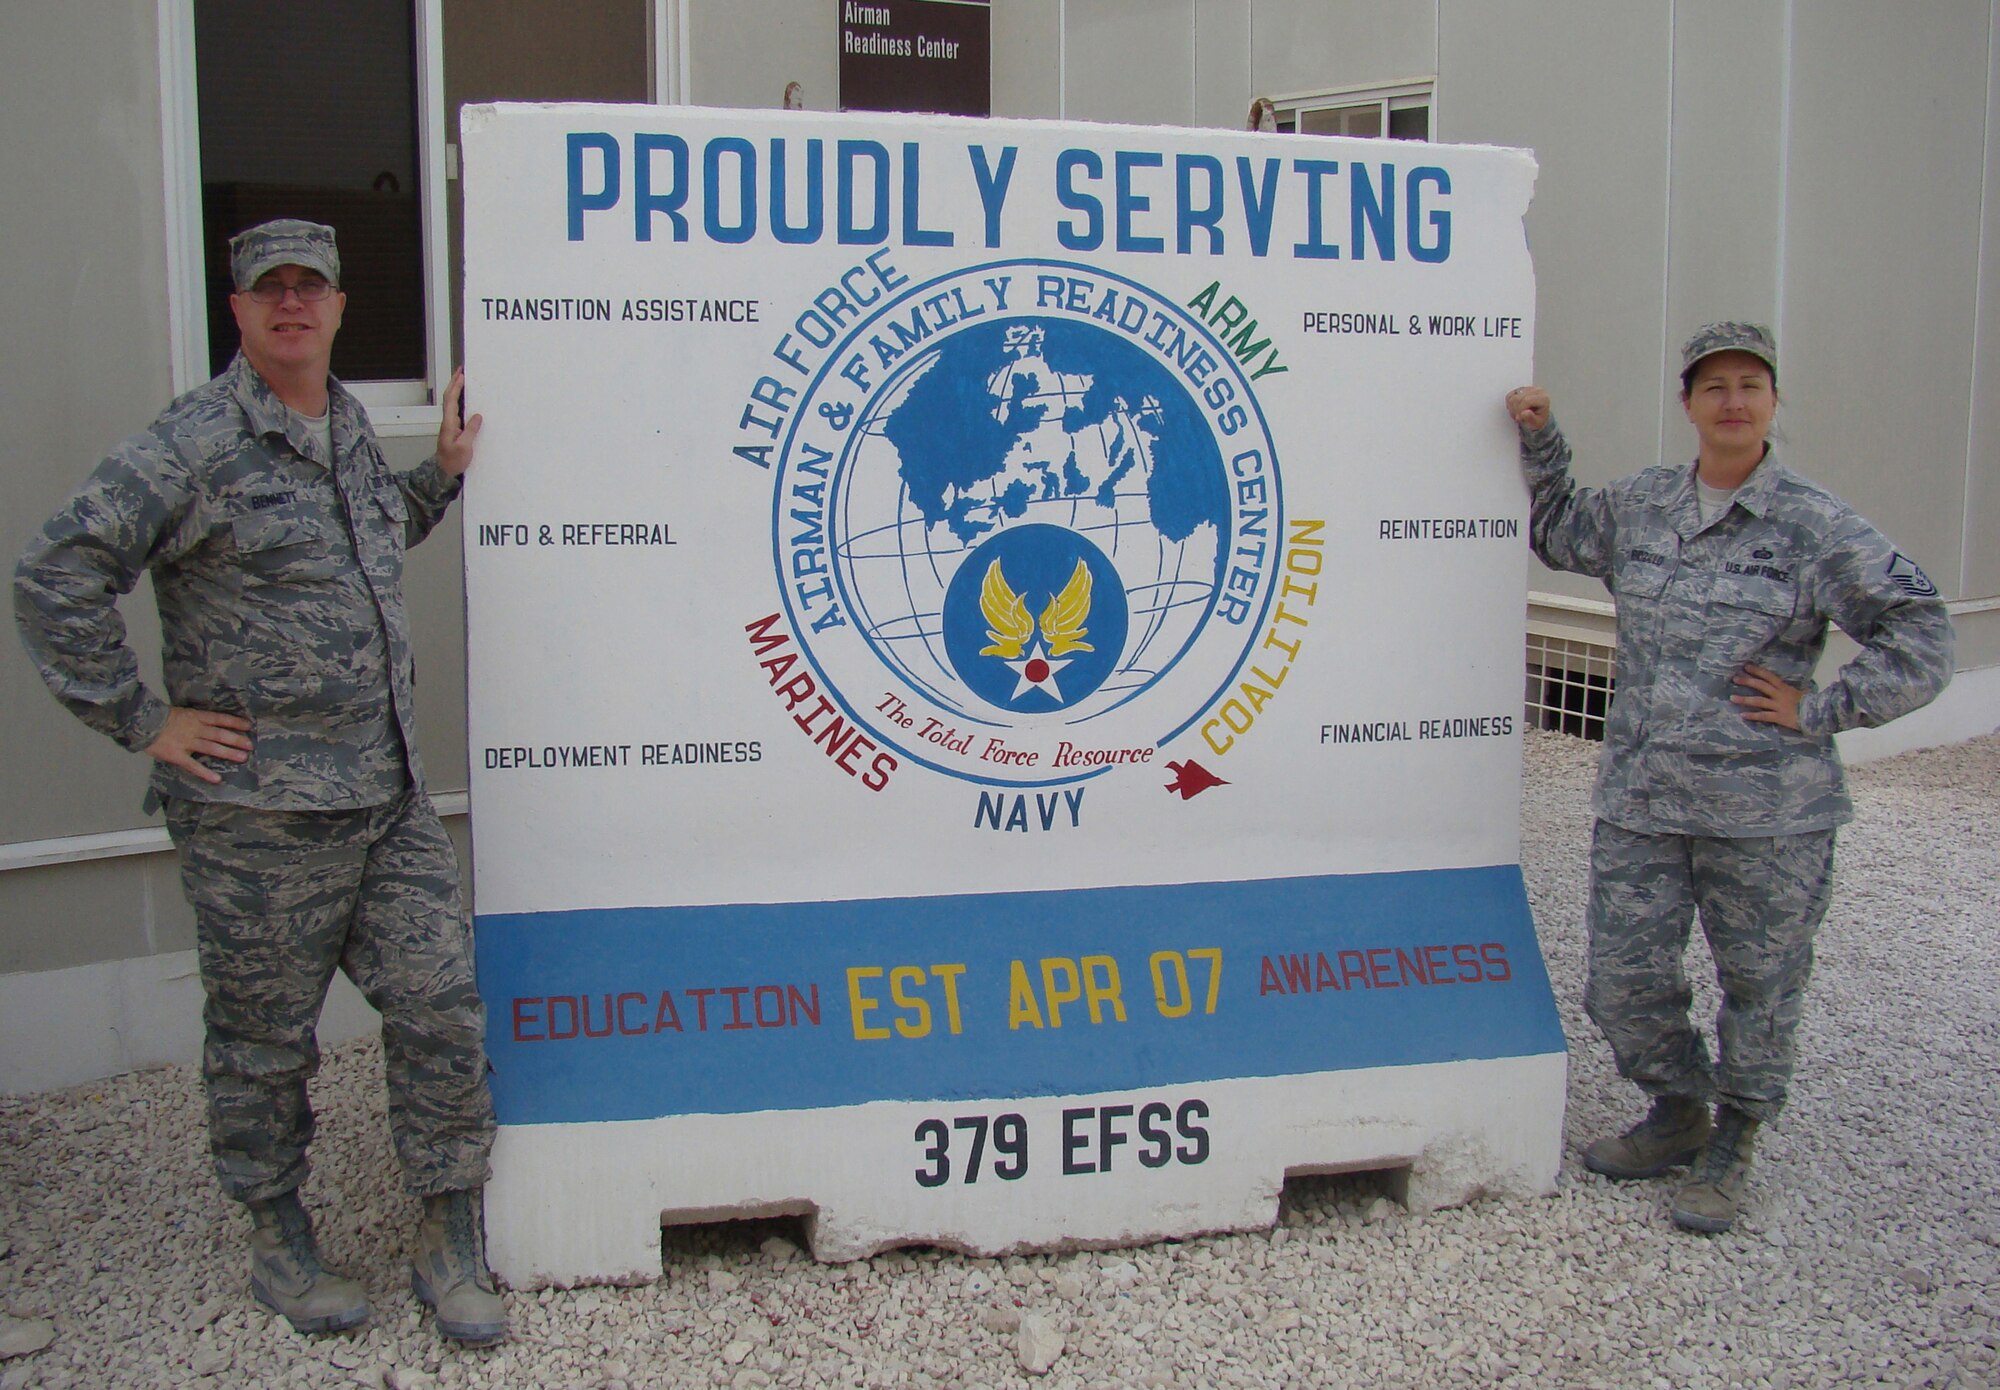 Airman
Readiness Center
PROUDLY SERVING
TRANSITION ASSISTANCE
PERSONAL & WORK LIFE
AIR FORCE
ARMY
AIRMAN & FAMILY READINESS CENTER
INFO & REFERRAL
REINTEGRATION
MARINES
COALITION
The Total Force Resource
DEPLOYMENT READINESS
FINANCIAL READINESS
NAVY
EDUCATION EST APR 07 AWARENESS
379 EFSS
BENNETT
U.S. AIR FORCE